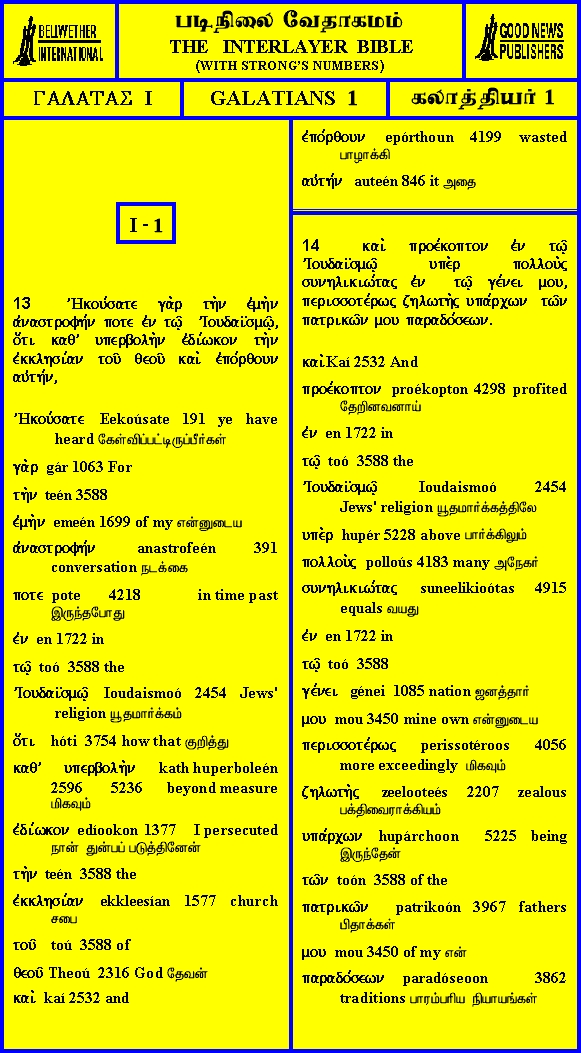 BELLWETHER
INTERNATIONAL
படிநிலை வேதாகமம்
THE INTERLAYER BIBLE
(WITH STRONG'S NUMBERS)
GOOD NEWS
PUBLISHERS
ΓΑΛΑΤΑΣ Ι
GALATIANS 1
கலாத்தியர் 1
I - 1
13 Ἠκούσατε γὰρ τὴν ἐμὴν
ἀναστροφήν ποτε ἐν τῷ Ἰουδαϊσμῷ,
ὅτι καθ' υπερβολὴν ἐδίωκον τὴν
ἐκκλησίαν τοῦ θεοῦ καὶ ἐπόρθουν
αὐτήν,
Ἠκούσατε Eekoúsate 191 ye have
heard கேள்விப்பட்டிருப்பீர்கள்
γὰρ gár 1063 For
τὴν teén 3588
ἐμὴν emeén 1699 of my என்னுடைய
ἀναστροφήν anastrofeén 391
conversation நடக்கை
ποτε pote 4218 in time past
இருந்தபோது
ἐν en 1722 in
τῷ toó 3588 the
Ἰουδαϊσμῷ Ioudaismoó 2454 Jews'
religion யூதமார்க்கம்
ὅτι hóti 3754 how that குறித்து
καθ' υπερβολὴν kath huperboleén
2596 5236 beyond measure
மிகவும்
ἐδίωκον edíookon 1377 I persecuted
நான் துன்பப் படுத்தினேன்
τὴν teén 3588 the
ἐκκλησίαν ekkleesían 1577 church
சபை
τοῦ toú 3588 of
θεοῦ Theoú 2316 God தேவன்
καὶ kaí 2532 and
ἐπόρθουν epórthoun 4199 wasted
பாழாக்கி
αὐτήν auteén 846 it அதை
14 καὶ προέκοπτον ἐν τῷ
Ἰουδαϊσμῷ υπὲρ πολλοὺς
συνηλικιώτας ἐν τῷ γένει μου,
περισσοτέρως ζηλωτὴς υπάρχων τῶν
πατρικῶν μου παραδόσεων.
καὶ Kaí 2532 And
προέκοπτον proékopton 4298 profited
தேறினவனாய்
ἐν en 1722 in
τῷ toó 3588 the
Ἰουδαϊσμῷ Ioudaismoó 2454
Jews' religion யூதமார்க்கத்திலே
υπὲρ hupér 5228 above பார்க்கிலும்
πολλοὺς polloús 4183 many அநேகர்
συνηλικιώτας suneelikioótas 4915
equals வயது
ἐν en 1722 in
τῷ toó 3588
γένει génei 1085 nation ஜனத்தார்
μου mou 3450 mine own என்னுடைய
περισσοτέρως perissotéroos 4056
more exceedingly மிகவும்
ζηλωτὴς zeelooteés 2207 zealous
பக்திவைராக்கியம்
υπάρχων hupárchoon 5225 being
இருந்தேன்
τῶν toón 3588 of the
πατρικῶν patrikoón 3967 fathers
பிதாக்கள்
μου mou 3450 of my என்
παραδόσεων paradóseoon 3862
traditions பாரம்பரிய நியாயங்கள்